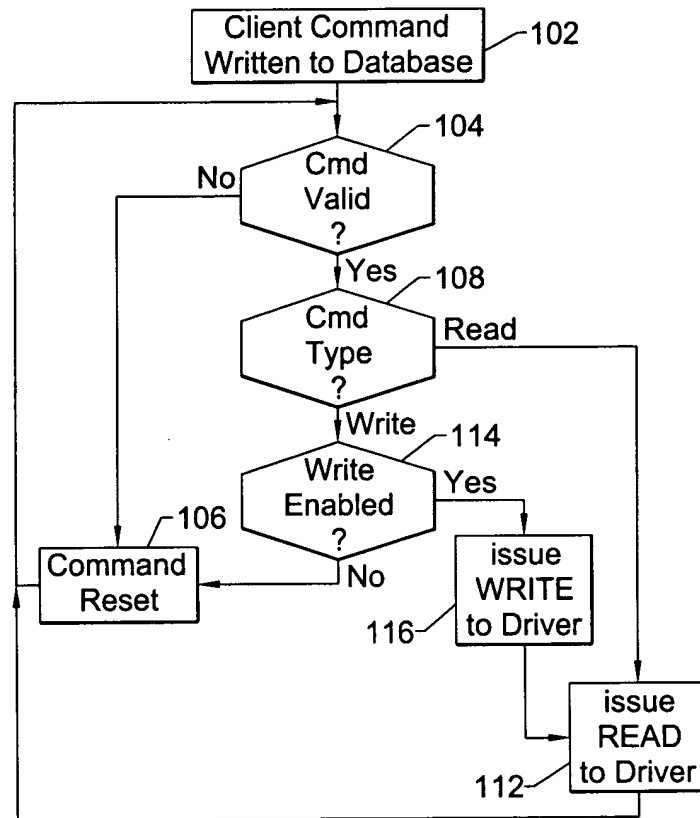 Client Command
Written to Database
102
104
Cmd
Valid
?
No
Yes
108
Cmd
Type
?
Read
Write
114
Write
Enabled
?
Yes
No
106
Command
Reset
issue
WRITE
to Driver
116
issue
READ
to Driver
112